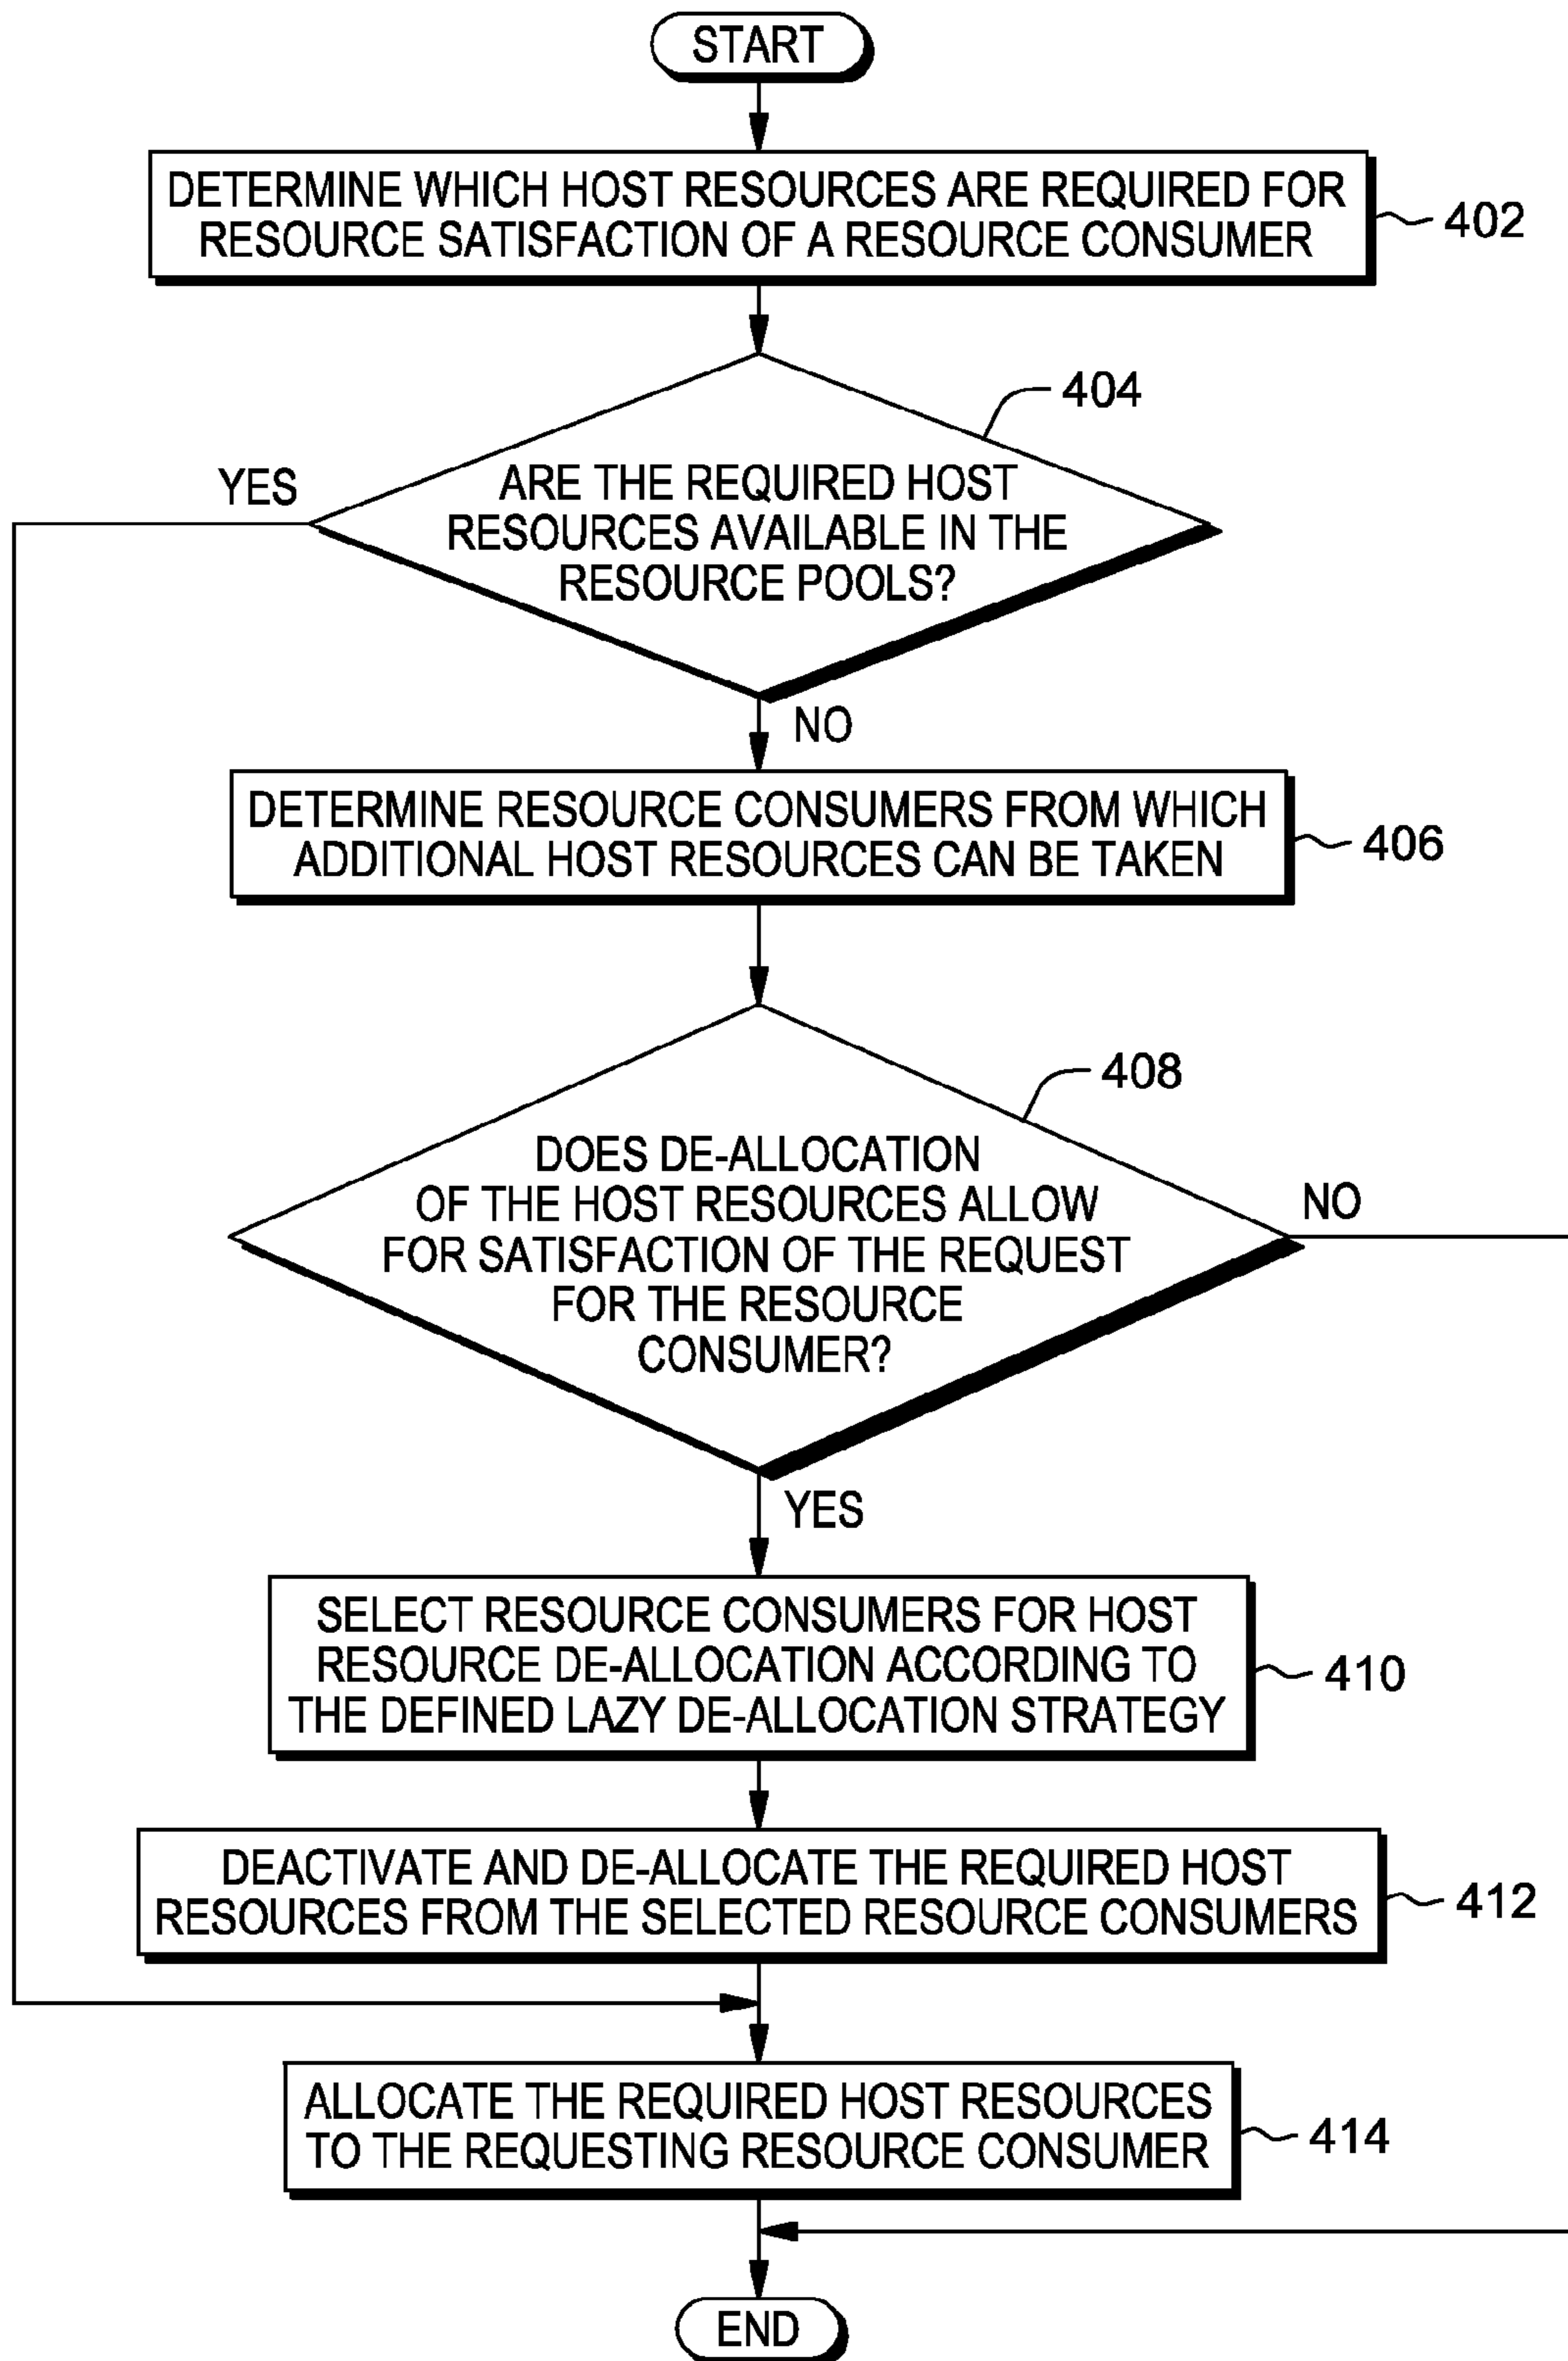 START
DETERMINE WHICH HOST RESOURCES ARE REQUIRED FOR
RESOURCE SATISFACTION OF A RESOURCE CONSUMER
402
404
YES
ARE THE REQUIRED HOST
RESOURCES AVAILABLE IN THE
RESOURCE POOLS?
NO
DETERMINE RESOURCE CONSUMERS FROM WHICH
ADDITIONAL HOST RESOURCES CAN BE TAKEN
406
408
DOES DE-ALLOCATION
OF THE HOST RESOURCES ALLOW
FOR SATISFACTION OF THE REQUEST
FOR THE RESOURCE
CONSUMER?
NO
YES
SELECT RESOURCE CONSUMERS FOR HOST
RESOURCE DE-ALLOCATION ACCORDING TO
THE DEFINED LAZY DE-ALLOCATION STRATEGY
410
DEACTIVATE AND DE-ALLOCATE THE REQUIRED HOST
RESOURCES FROM THE SELECTED RESOURCE CONSUMERS
412
ALLOCATE THE REQUIRED HOST RESOURCES
TO THE REQUESTING RESOURCE CONSUMER
414
END